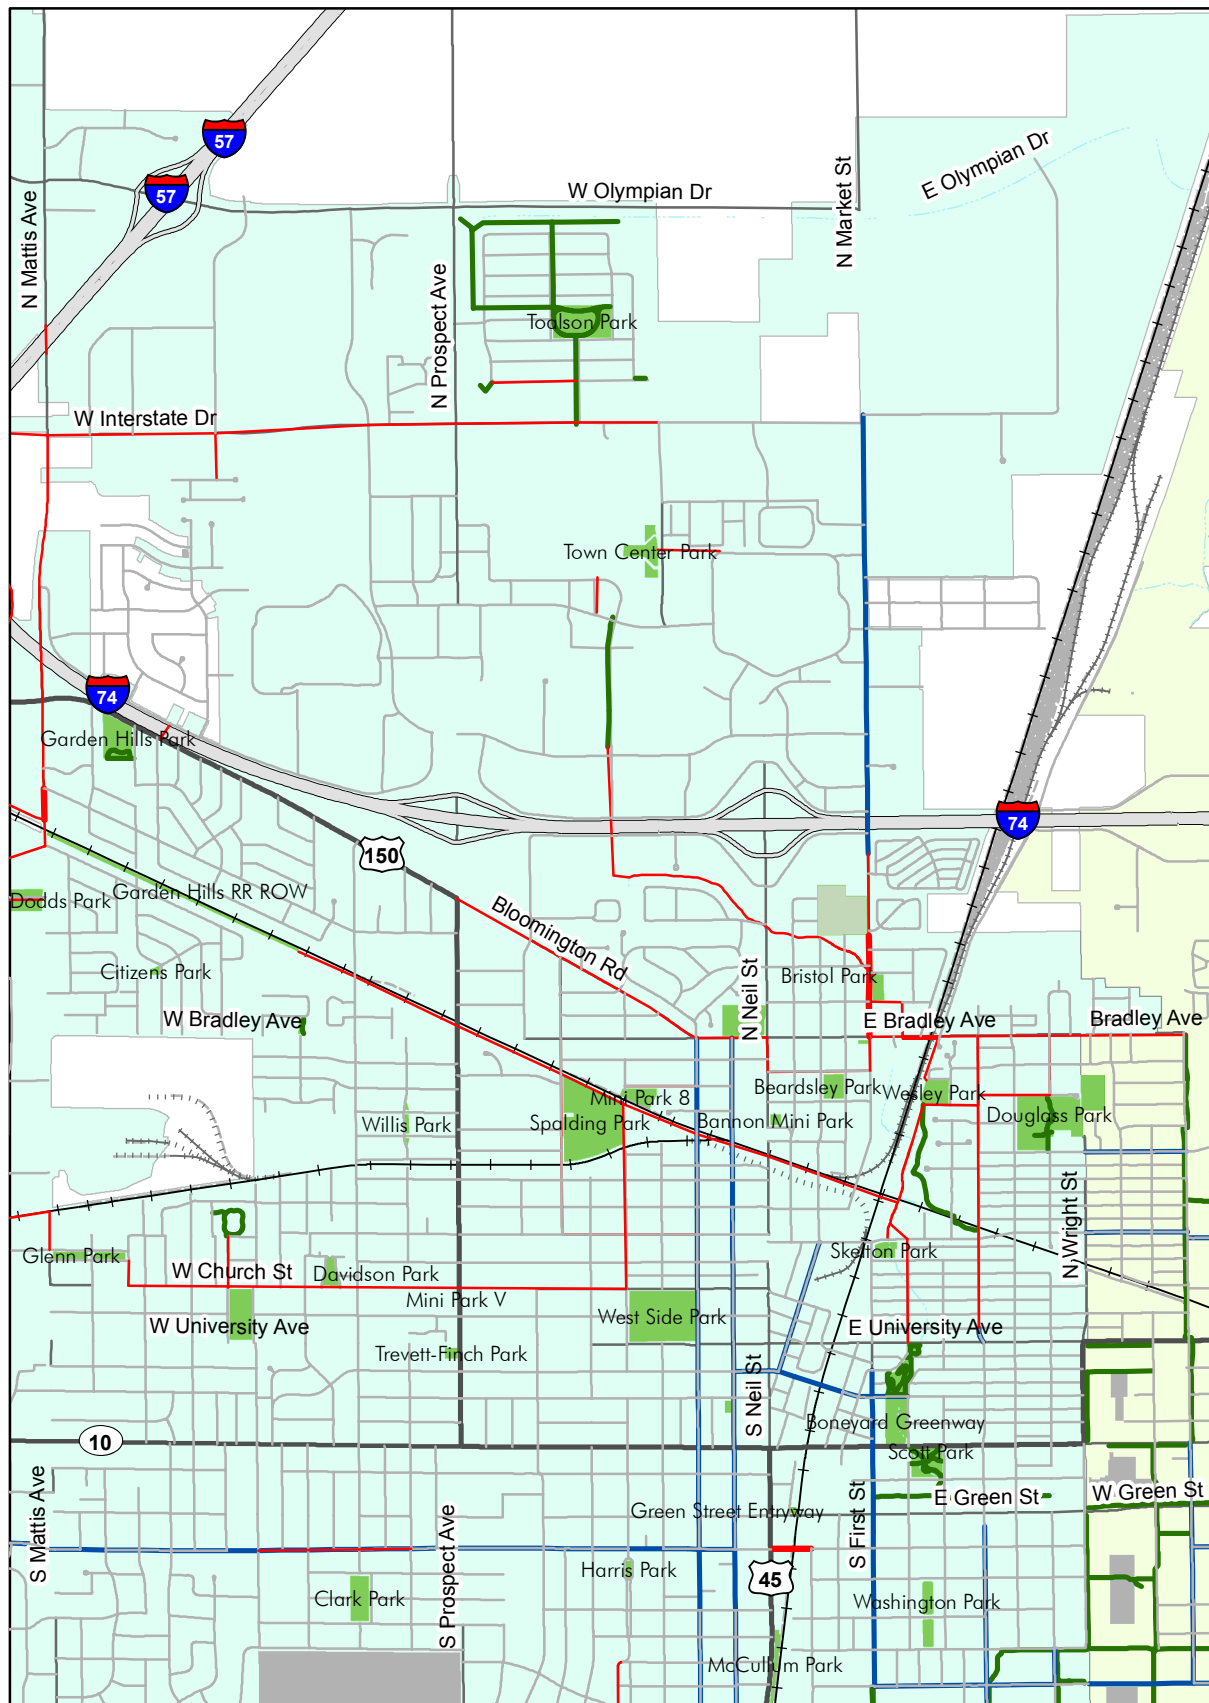 57
57
W Olympian Dr
E Olympian Dr
N Mattis Ave
N Market St
N Prospect Ave
Toalson Park
W Interstate Dr
Town Center Park
74
Garden Hills Park
74
150
Dodds Park
Garden Hills RR ROW
Bloomington Rd
Citizens Park
N Neil St
Bristol Park
W Bradley Ave
E Bradley Ave
Bradley Ave
Mini Park 8
Beardsley Park
Wesley Park
Willis Park
Spalding Park
Bannon Mini Park
Douglass Park
N Wright St
Glenn Park
Skelton Park
W Church St
Davidson Park
Mini Park V
West Side Park
W University Ave
E University Ave
Trevett-Finch Park
S Neil St
Boneyard Greenway
10
Scott Park
S Mattis Ave
E Green St
W Green St
Green Street Entryway
S Prospect Ave
S First St
Harris Park
45
Clark Park
Washington Park
McCullum Park